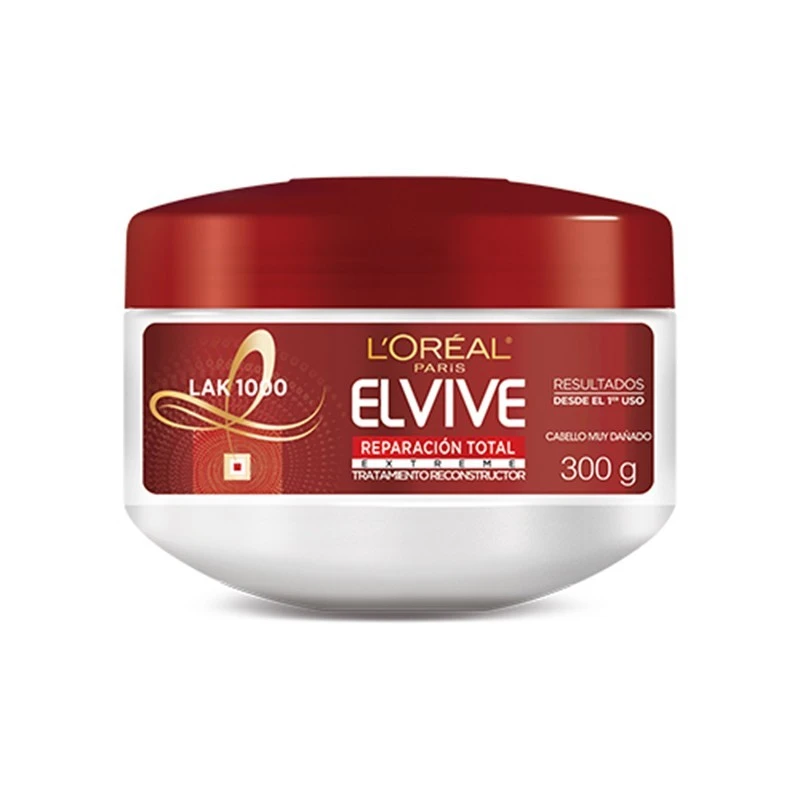 LAK 1000
L'ORÉAL®
PARIS
ELVIVE
REPARACIÓN TOTAL
EXTREME
TRATAMIENTO RECONSTRUCTOR
RESULTADOS
DESDE EL 1ER USO
CABELLO MUY DAÑADO
300 g